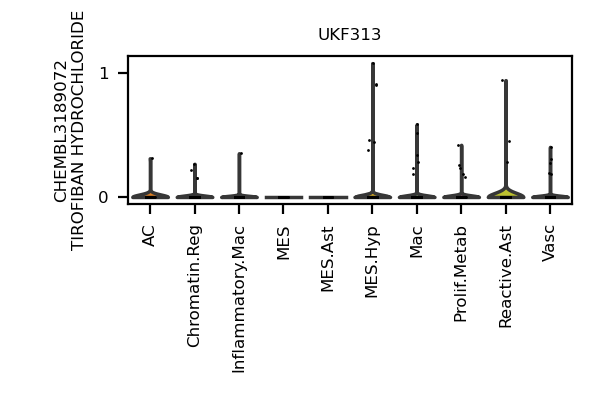 UKF313
CHEMBL3189072
TIROFIBAN HYDROCHLORIDE
1
0
AC
Chromatin.Reg
Inflammatory.Mac
MES
MES.Ast
MES.Hyp
Mac
Prolif.Metab
Reactive.Ast
Vasc